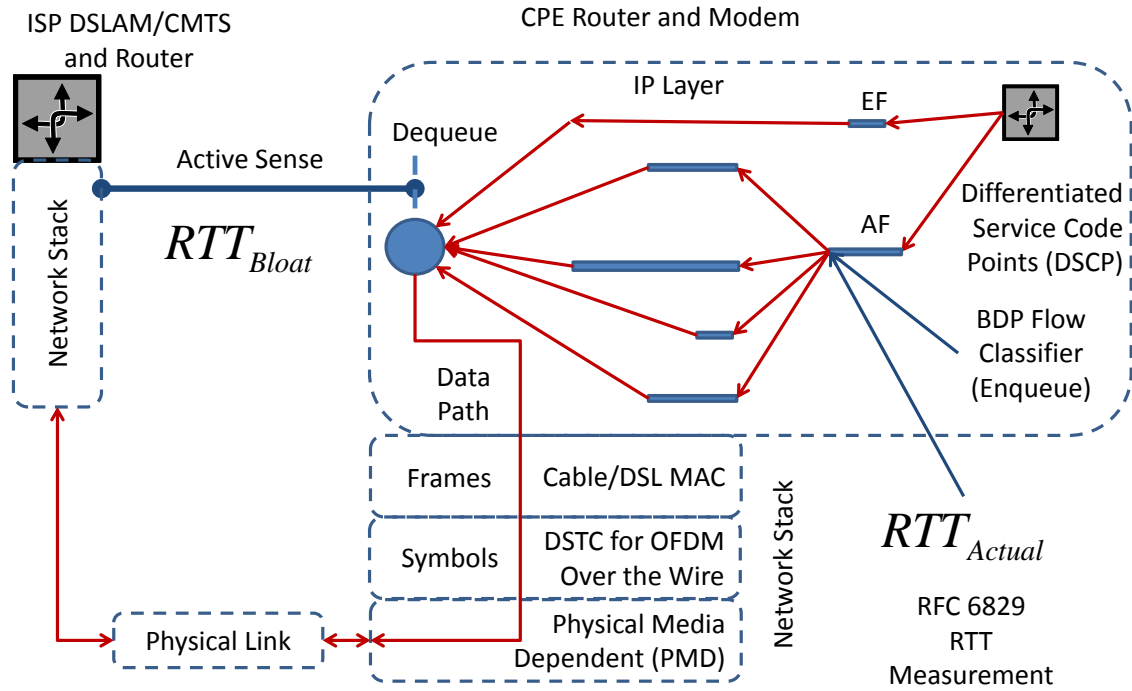 ISP DSLAM/CMTS
and Router
CPE Router and Modem
IP Layer
EF
Dequeue
Active Sense
RTT_Bloat
Network Stack
AF
Differentiated
Service Code
Points (DSCP)
BDP Flow
Classifier
(Enqueue)
Data
Path
Frames
Cable/DSL MAC
Symbols
DSTC for OFDM
Over the Wire
Physical Media
Dependent (PMD)
Network Stack
Physical Link
RTT_Actual
RFC 6829
RTT
Measurement